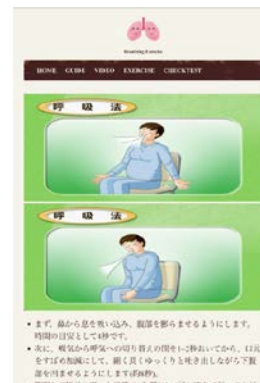 Breathing Exercise
HOME GUIDE VIDEO EXERCISE CHECKTEST
呼 吸 法
呼 吸 法
• まず、鼻から息を吸い込み、腹部を膨らませるようにします。
時間の目安として4秒です。
• 次に、吸気から呼気への切り替えの間を1~2秒おいてから、口元
をすぼめ加減にして、細く長くゆっくりと吐き出しながら下腹
部を凹ませるようにします(約8秒)。